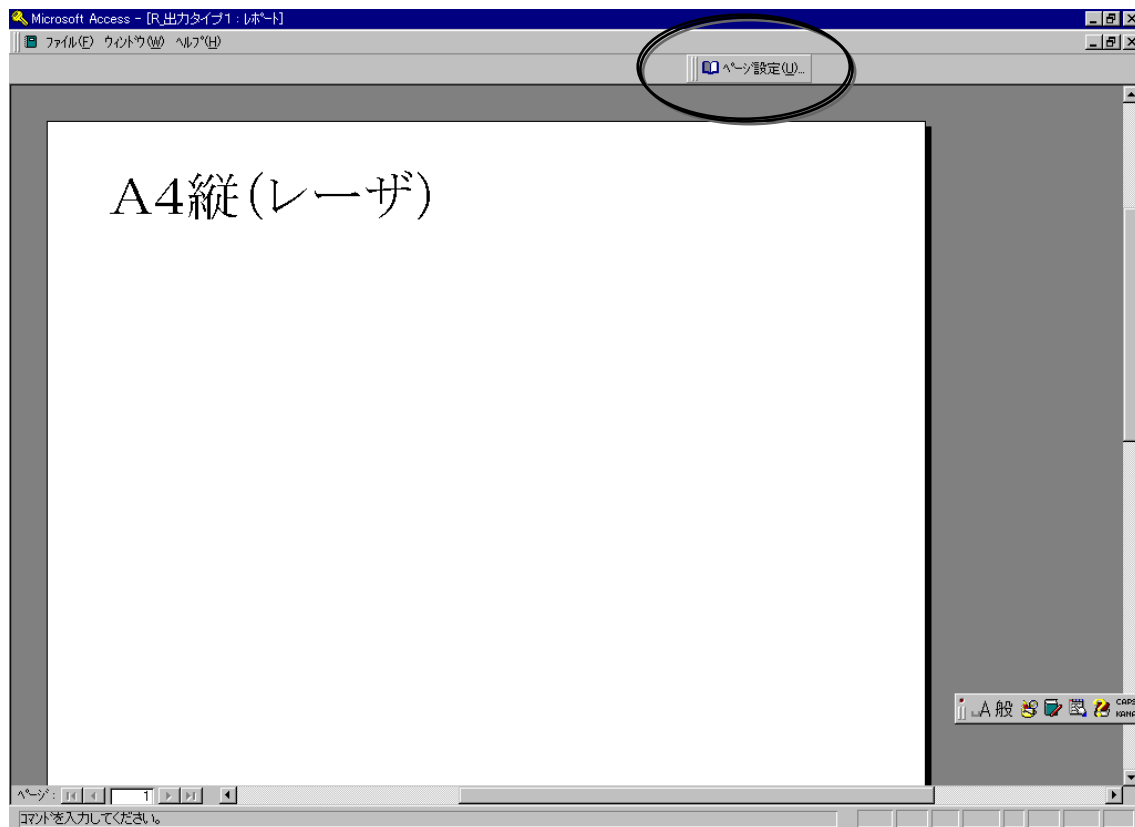 Microsoft Access - [R_出力タイプ1 : ﾚﾎﾟｰﾄ]
ﾌｧｲﾙ(F) ｳｨﾝﾄﾞｳ(W) ﾍﾙﾌﾟ(H)
ﾍﾟｰｼﾞ設定(U)...
A4縦(レーザ)
A 般
CAPS
KANA
ﾍﾟｰｼﾞ: 1
ｺﾏﾝﾄﾞを入力してください。